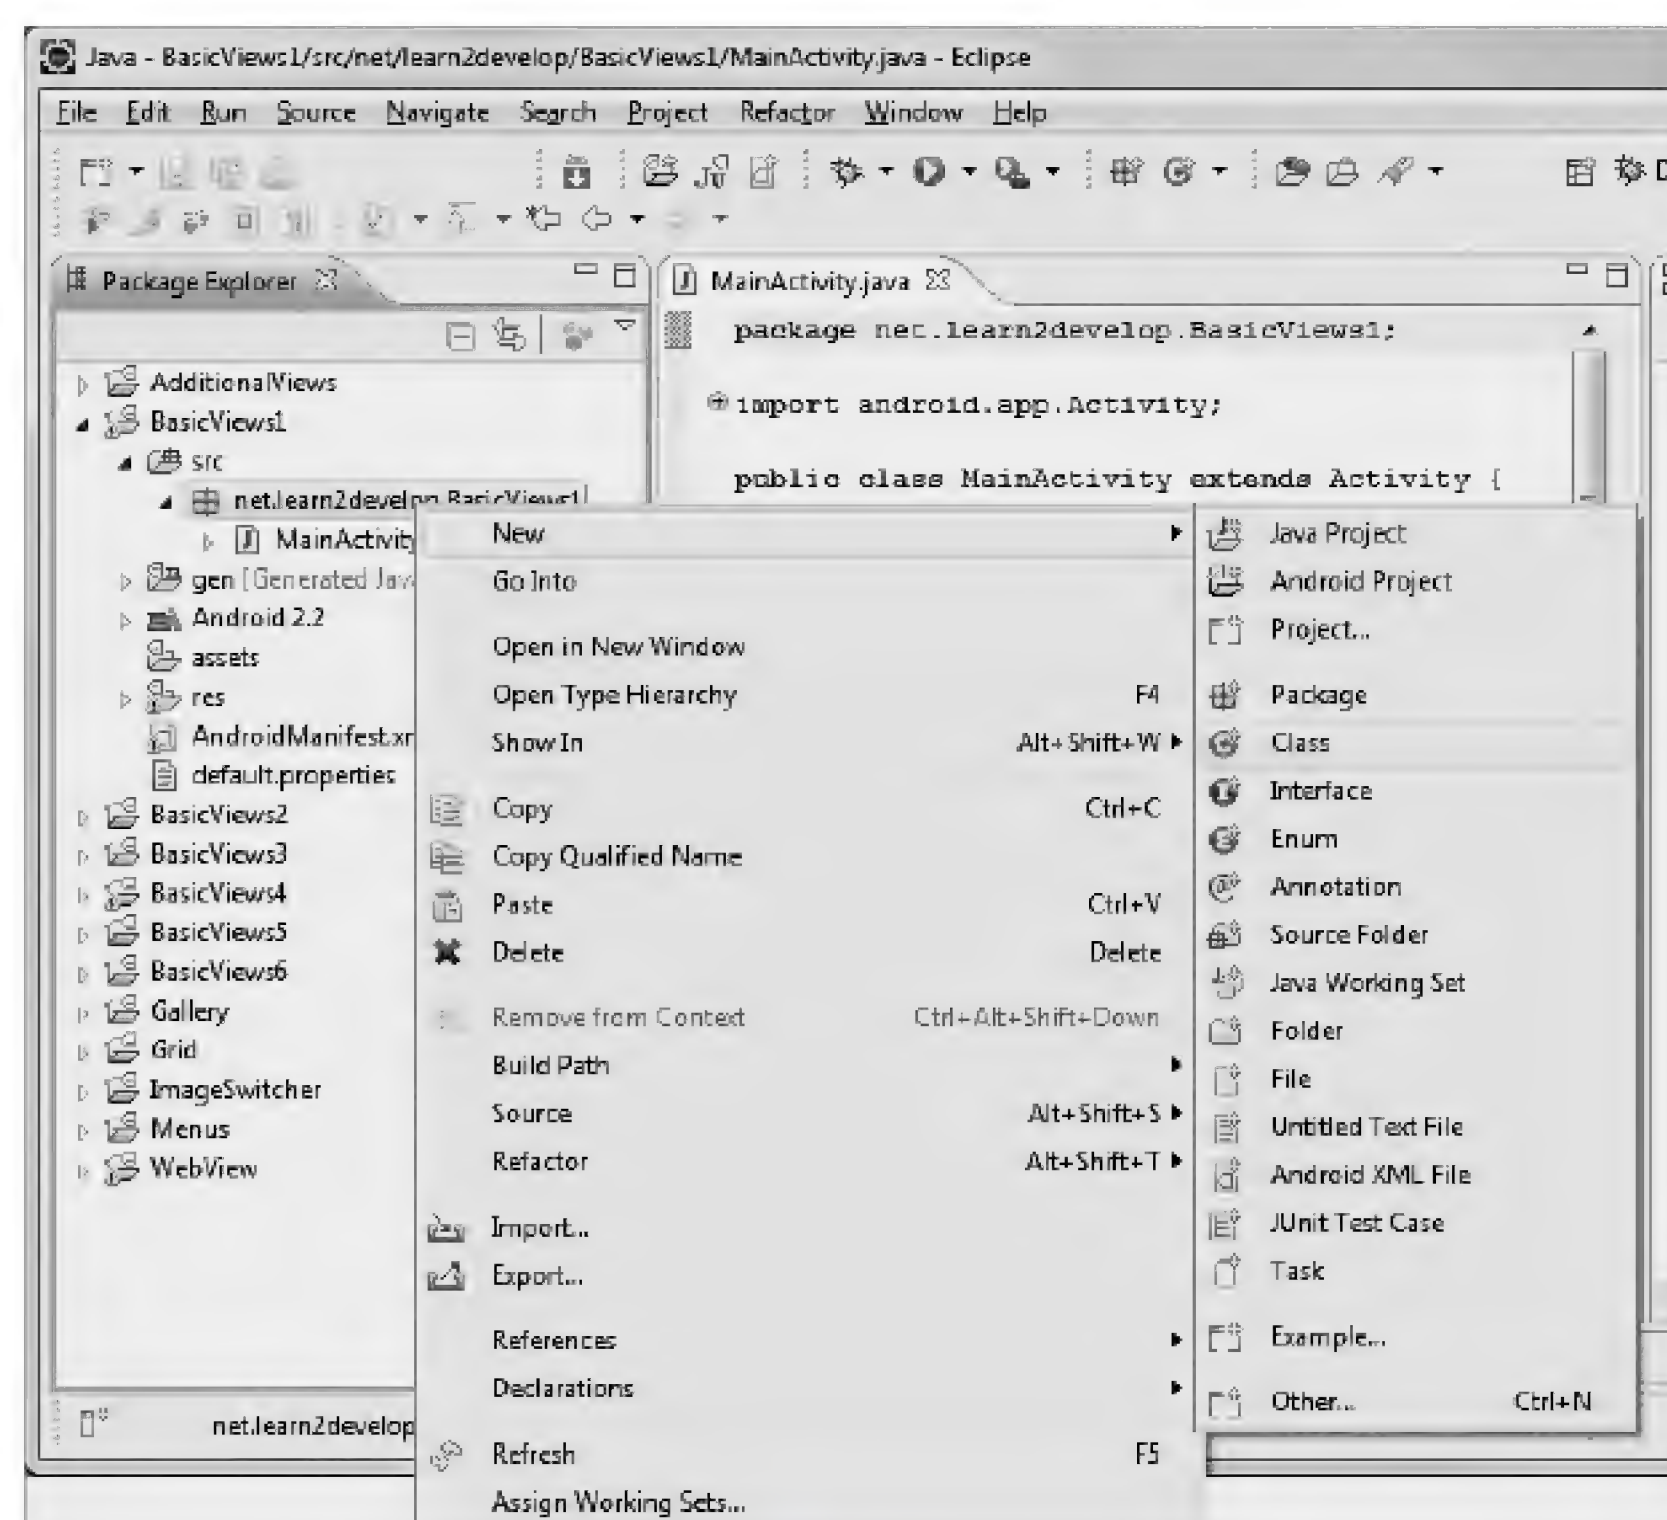 Java - BasicViews1/src/net/learn2develop/BasicViews1/MainActivity.java - Eclipse
File Edit Run Source Navigate Search Project Refactor Window Help
Package Explorer
MainActivity.java
package net.learn2develop.BasicViews1;
import android.app.Activity;
public class MainActivity extends Activity {
AdditionalViews
BasicViews1
src
net.learn2develop.BasicViews1
MainActivity
gen [Generated Jav
Android 2.2
assets
res
AndroidManifest.xr
default.properties
BasicViews2
BasicViews3
BasicViews4
BasicViews5
BasicViews6
Gallery
Grid
ImageSwitcher
Menus
WebView
net.learn2develop
New
Go Into
Open in New Window
Open Type Hierarchy F4
Show In Alt+Shift+W
Copy Ctrl+C
Copy Qualified Name
Paste Ctrl+V
Delete Delete
Remove from Context Ctrl+Alt+Shift+Down
Build Path
Source Alt+Shift+S
Refactor Alt+Shift+T
Import...
Export...
References
Declarations
Refresh F5
Assign Working Sets...
Java Project
Android Project
Project...
Package
Class
Interface
Enum
Annotation
Source Folder
Java Working Set
Folder
File
Untitled Text File
Android XML File
JUnit Test Case
Task
Example...
Other... Ctrl+N